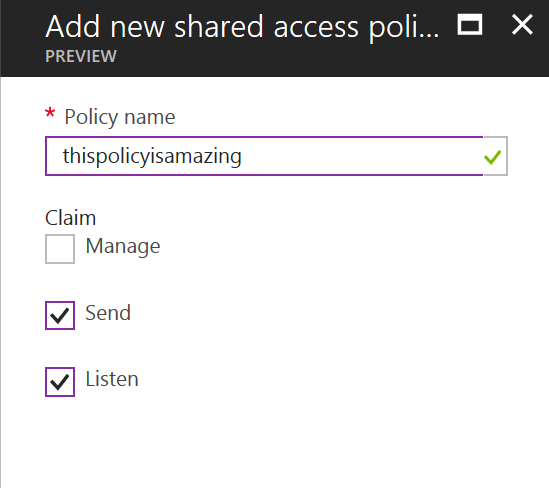 Add new shared access poli...
PREVIEW
* Policy name
thispolicyisamazing
Claim
Manage
Send
Listen